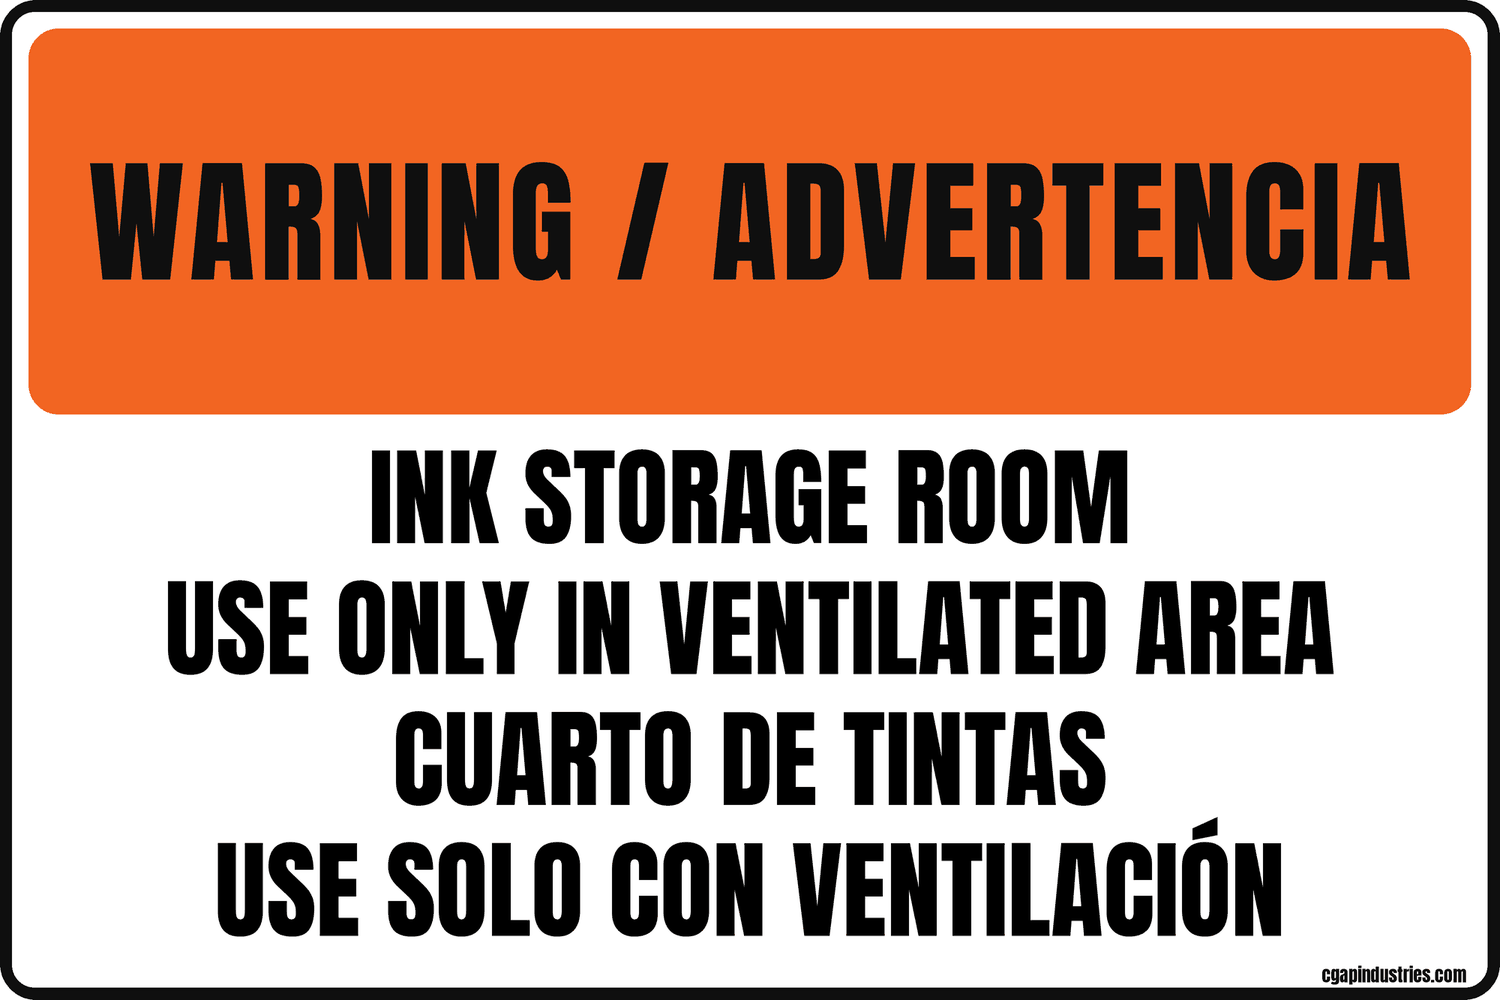 WARNING / ADVERTENCIA
INK STORAGE ROOM
USE ONLY IN VENTILATED AREA
CUARTO DE TINTAS
USE SOLO CON VENTILACIÓN
cgapindustries.com